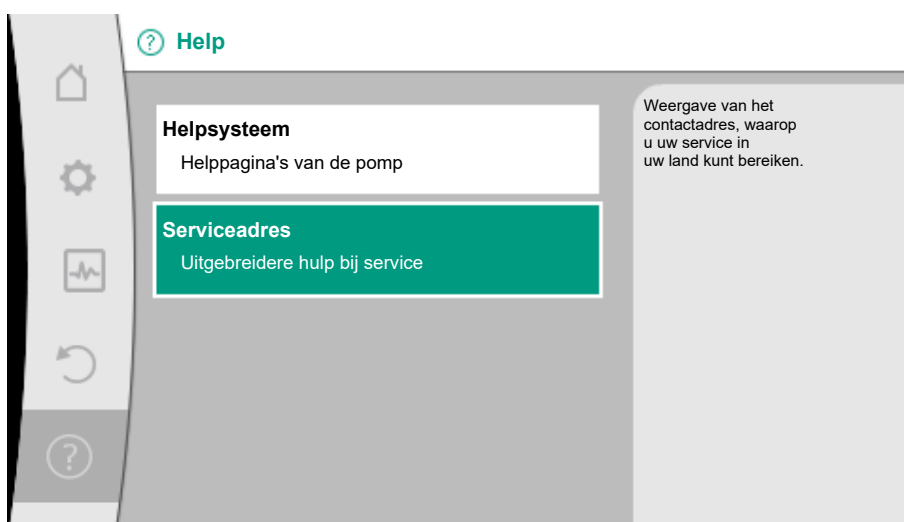 Help
Helpsysteem
Helppagina's van de pomp
Serviceadres
Uitgebreidere hulp bij service
Weergave van het
contactadres, waarop
u uw service in
uw land kunt bereiken.